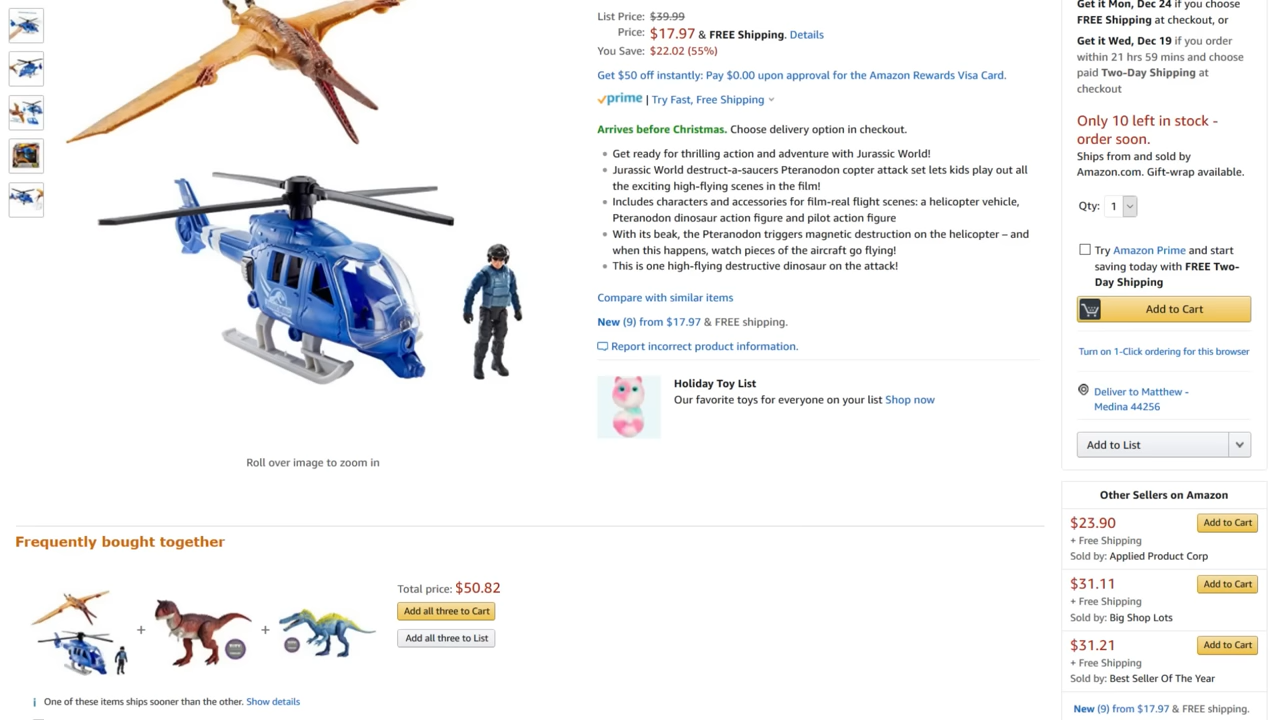 List Price: $39.99
Price: $17.97 & FREE Shipping. Details
You Save: $22.02 (55%)
Get $50 off instantly: Pay $0.00 upon approval for the Amazon Rewards Visa Card.
prime | Try Fast, Free Shipping
Arrives before Christmas. Choose delivery option in checkout.
Get ready for thrilling action and adventure with Jurassic World!
Jurassic World destruct-a-saucers Pteranodon copter attack set lets kids play out all
the exciting high-flying scenes in the film!
Includes characters and accessories for film-real flight scenes: a helicopter vehicle,
Pteranodon dinosaur action figure and pilot action figure
With its beak, the Pteranodon triggers magnetic destruction on the helicopter – and
when this happens, watch pieces of the aircraft go flying!
This is one high-flying destructive dinosaur on the attack!
Compare with similar items
New (9) from $17.97 & FREE shipping.
Report incorrect product information.
Holiday Toy List
Our favorite toys for everyone on your list Shop now
Roll over image to zoom in
Get it Mon, Dec 24 if you choose
FREE Shipping at checkout, or
Get it Wed, Dec 19 if you order
within 21 hrs 59 mins and choose
paid Two-Day Shipping at
checkout
Only 10 left in stock -
order soon.
Ships from and sold by
Amazon.com. Gift-wrap available.
Qty: 1
Try Amazon Prime and start
saving today with FREE Two-
Day Shipping
Add to Cart
Turn on 1-Click ordering for this browser
Deliver to Matthew -
Medina 44256
Add to List
Other Sellers on Amazon
$23.90 Add to Cart
+ Free Shipping
Sold by: Applied Product Corp
$31.11 Add to Cart
+ Free Shipping
Sold by: Big Shop Lots
$31.21 Add to Cart
+ Free Shipping
Sold by: Best Seller Of The Year
New (9) from $17.97 & FREE shipping.
Frequently bought together
+ +
Total price: $50.82
Add all three to Cart
Add all three to List
i One of these items ships sooner than the other. Show details